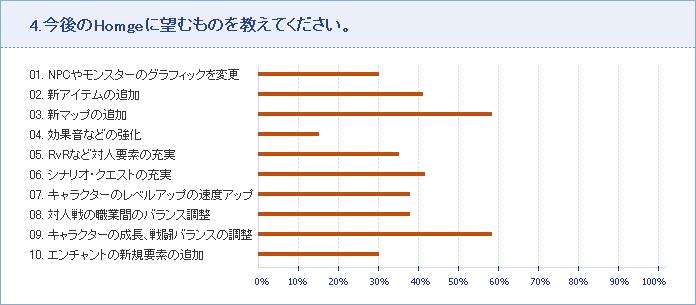 4.今後のHomgeに望むものを教えてください。
01. NPCやモンスターのグラフィックを変更
02. 新アイテムの追加
03. 新マップの追加
04. 効果音などの強化
05. RvRなど対人要素の充実
06. シナリオ・クエストの充実
07. キャラクターのレベルアップの速度アップ
08. 対人戦の職業間のバランス調整
09. キャラクターの成長、戦闘バランスの調整
10. エンチャントの新規要素の追加
0% 10% 20% 30% 40% 50% 60% 70% 80% 90% 100%